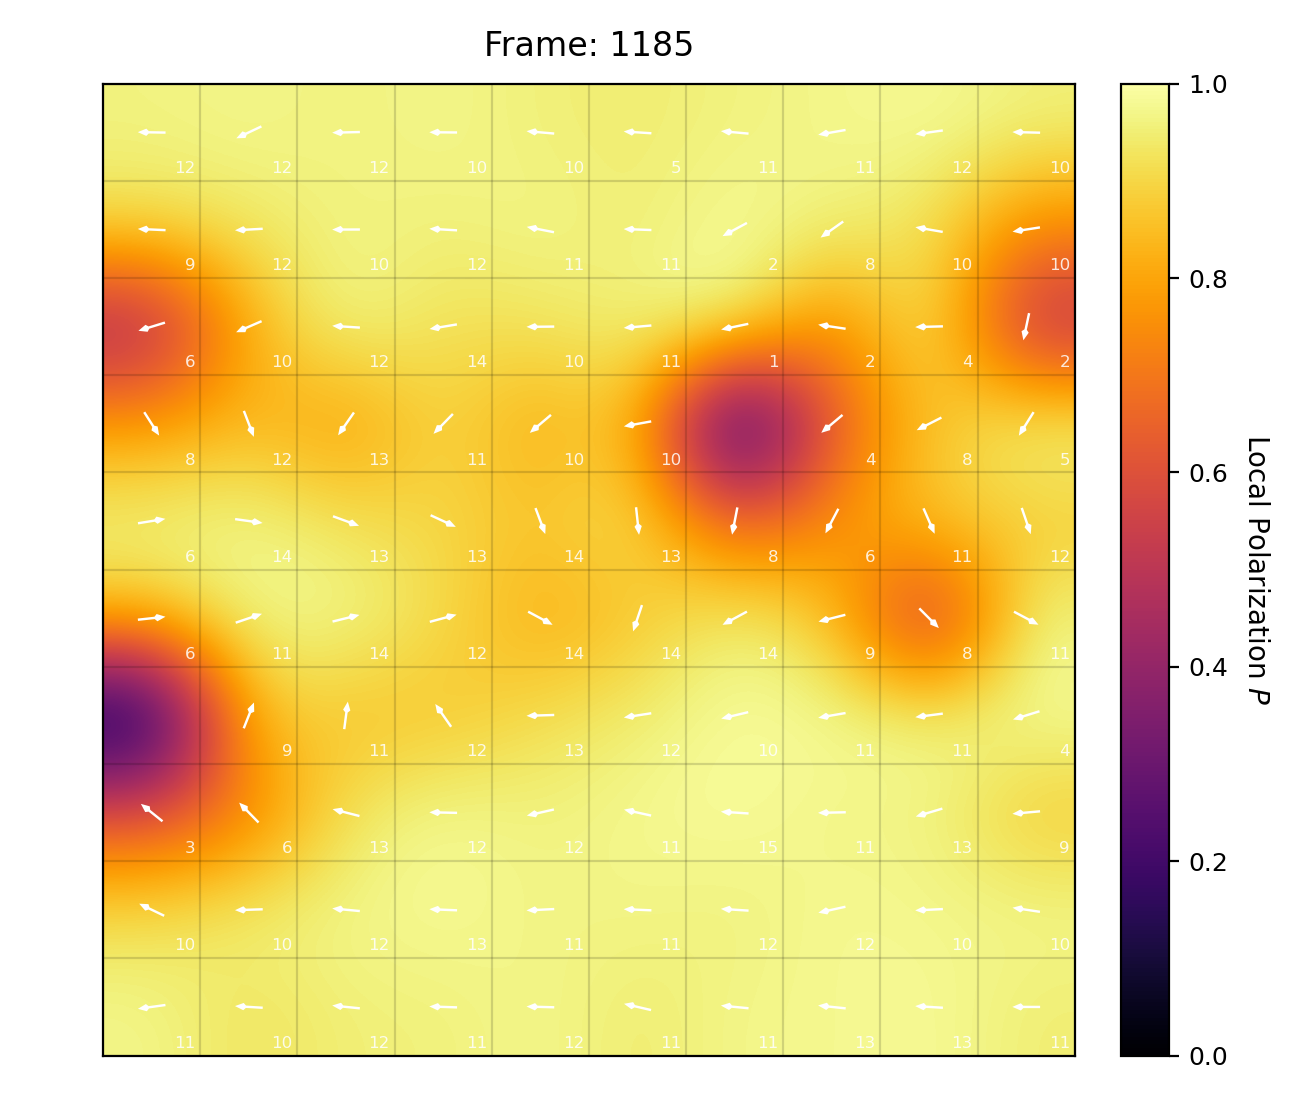 Frame: 1185
12 12 12 10 10 5 11 11 12 10
9 12 10 12 11 11 2 8 10 10
6 10 12 14 10 11 1 2 4 2
8 12 13 11 10 10 4 8 5
6 14 13 13 14 13 8 6 11 12
6 11 14 12 14 14 14 9 8 11
9 11 12 13 12 10 11 11 4
3 6 13 12 12 11 15 11 13 9
10 10 12 13 11 11 12 12 10 10
11 10 12 11 12 11 11 13 13 11
1.0
0.8
0.6
0.4
0.2
0.0
Local Polarization P